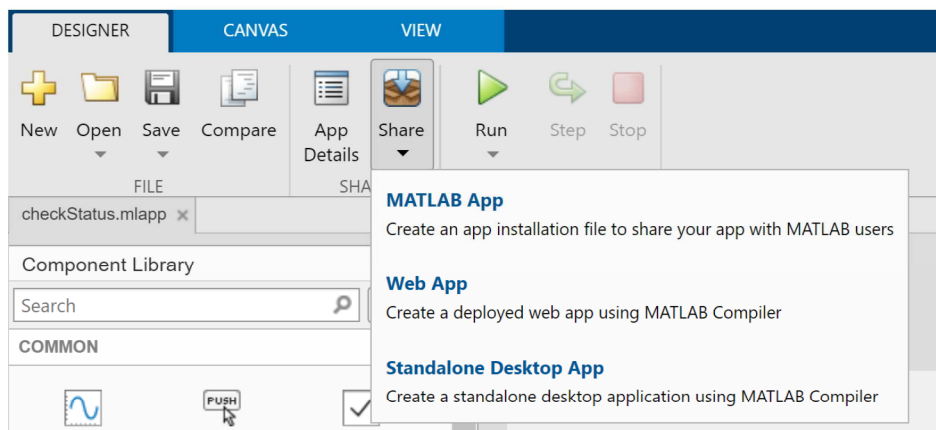 DESIGNER CANVAS VIEW
New Open Save Compare App Details Share Run Step Stop
FILE SHA
MATLAB App
Create an app installation file to share your app with MATLAB users
checkStatus.mlapp ×
Component Library
Web App
Search
Create a deployed web app using MATLAB Compiler
COMMON
Standalone Desktop App
PUSH
Create a standalone desktop application using MATLAB Compiler